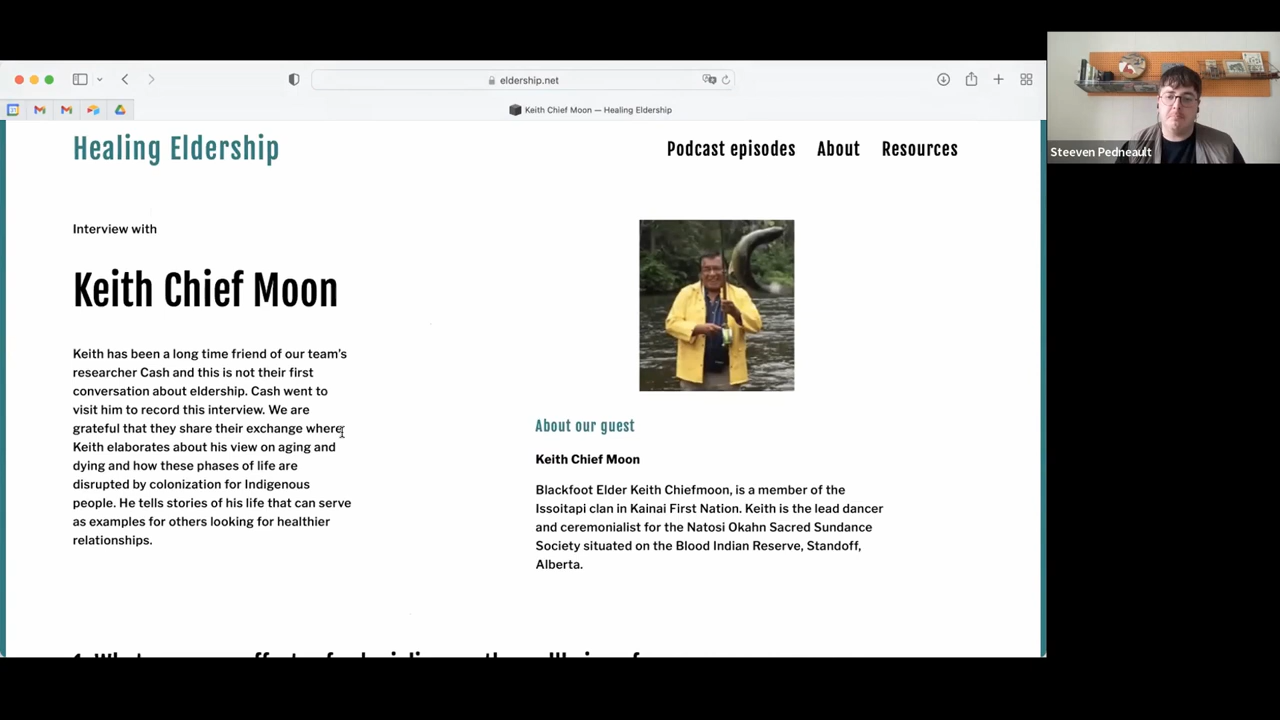 eldership.net
Keith Chief Moon — Healing Eldership
Healing Eldership
Podcast episodes
About
Resources
Interview with
Keith Chief Moon
Keith has been a long time friend of our team's
researcher Cash and this is not their first
conversation about eldership. Cash went to
visit him to record this interview. We are
grateful that they share their exchange where
Keith elaborates about his view on aging and
dying and how these phases of life are
disrupted by colonization for Indigenous
people. He tells stories of his life that can serve
as examples for others looking for healthier
relationships.
About our guest
Keith Chief Moon
Blackfoot Elder Keith Chiefmoon, is a member of the
Issoitapi clan in Kainai First Nation. Keith is the lead dancer
and ceremonialist for the Natosi Okahn Sacred Sundance
Society situated on the Blood Indian Reserve, Standoff,
Alberta.
Steeven Pedneault